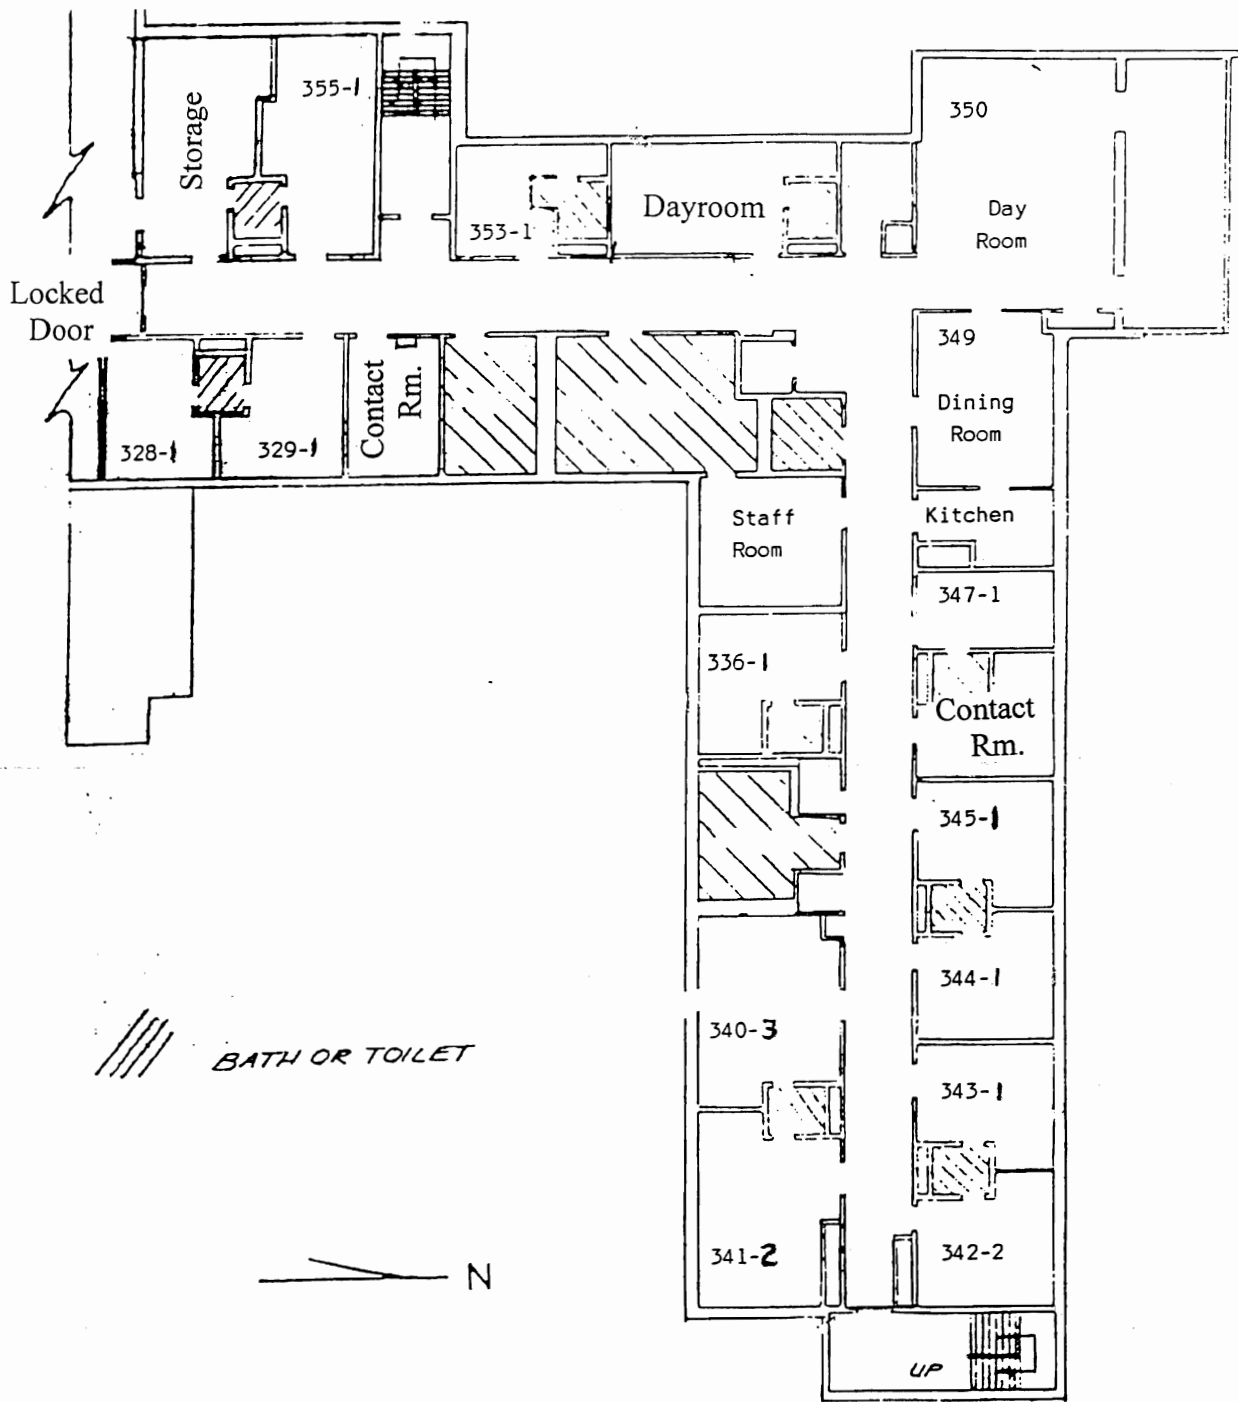 355-1
Storage
350
353-1
Dayroom
Day
Room
Locked
Door
349
Contact
Rm.
Dining
Room
328-1
329-1
Staff
Room
Kitchen
347-1
336-1
Contact
Rm.
345-1
344-1
340-3
BATH OR TOILET
343-1
341-2
342-2
N
UP